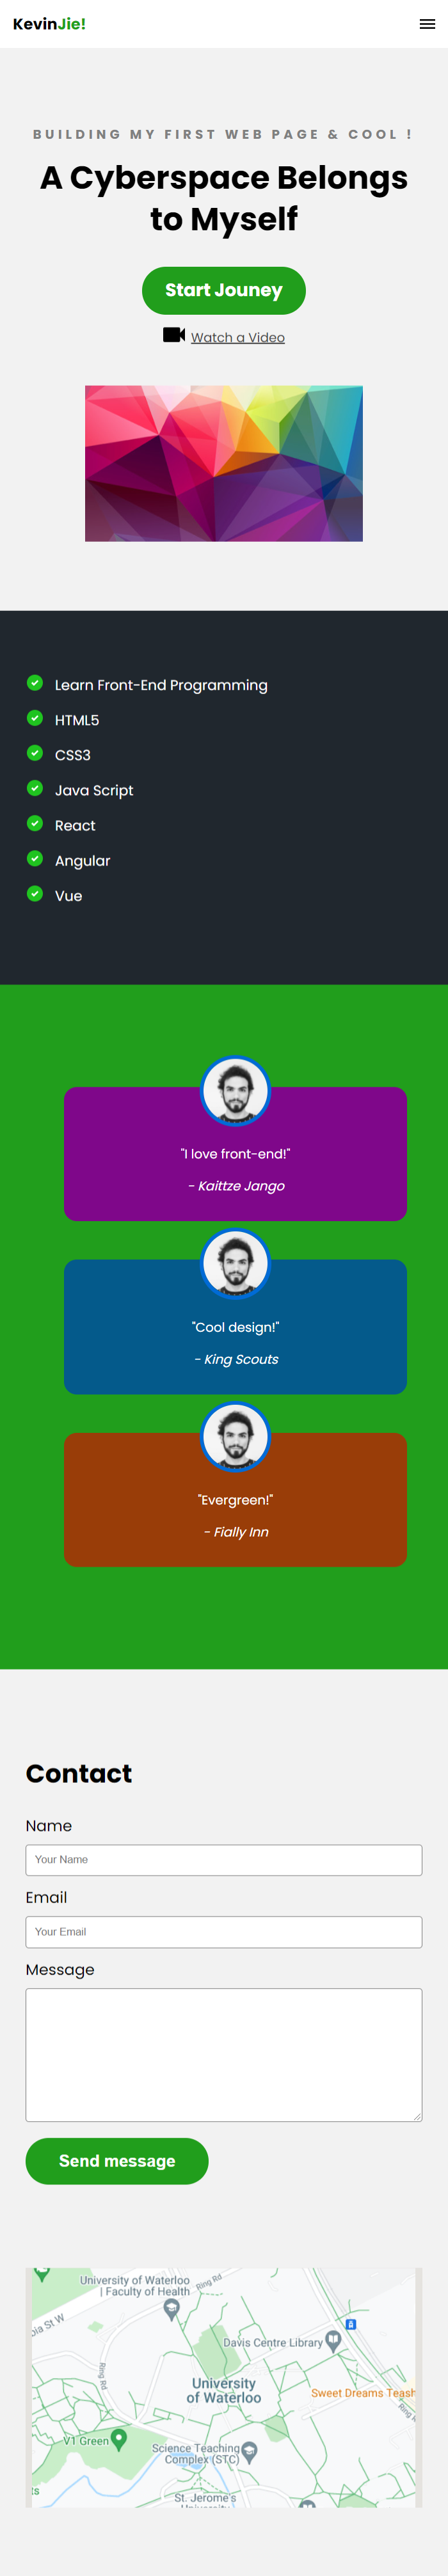 KevinJie!
BUILDING MY FIRST WEB PAGE & COOL !
A Cyberspace Belongs
to Myself
Start Jouney
Watch a Video
Learn Front-End Programming
HTML5
CSS3
Java Script
React
Angular
Vue
"I love front-end!"
- Kaittze Jango
"Cool design!"
- King Scouts
"Evergreen!"
- Fially Inn
Contact
Name
Your Name
Email
Your Email
Message
Send message
University of Waterloo
| Faculty of Health
Ring Rd
bia St W
Davis Centre Library
Ring Rd
University
of Waterloo
Sweet Dreams Teash
Ring R
V1 Green
Science Teaching
Complex (STC)
ts
St. Jerome's
University